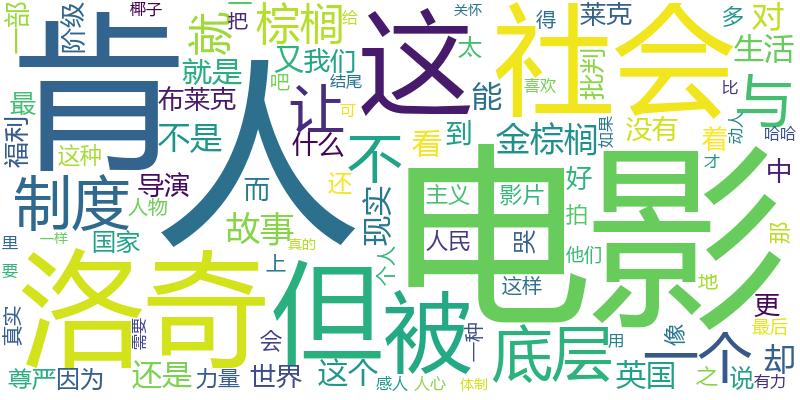 一部
阶级
椰子
把
就
棕榈
给
关怀
得
莱克
多
对
肯
人
这
社会
又
我们
太
批判
生活
就是
吧
结尾
喜欢
比
与
最
布莱克
让
能
可
福利
这种
不是
什么
不
看
到
金棕榈
如果
没有
着
动人
哈哈
才
制度
导演
而
还
现实
主义
影片
好
中
人物
故事
人民
哭
拍
电影
那
里
一样
国家
真的
上
个人
他们
要
洛奇
但
被
这样
地
更
真实
需要
会
一种
底层
用
像
一个
最后
却
尊严
因为
还是
力量
世界
这个
感人
人心
体制
英国
之
说
有力